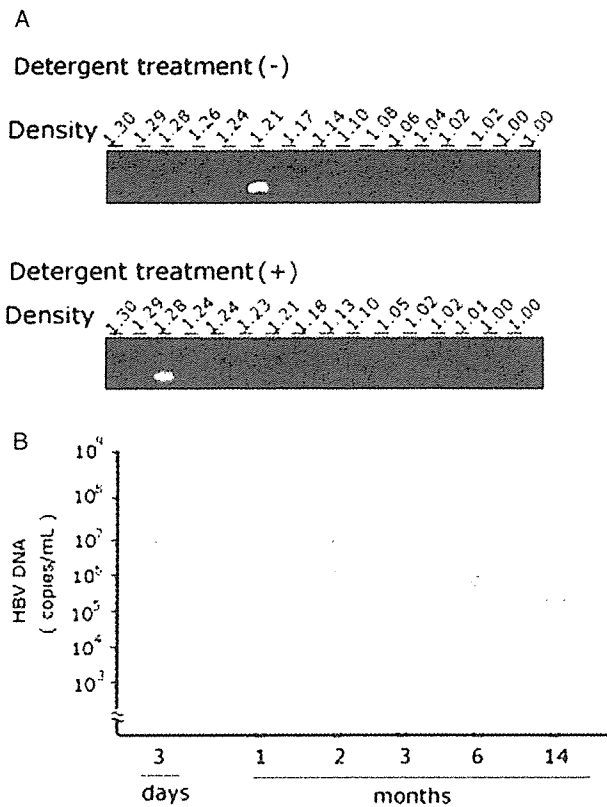 A
Detergent treatment (-)
Density 1.30 1.29 1.28 1.26 1.24 1.21 1.17 1.14 1.10 1.08 1.06 1.04 1.02 1.02 1.00 1.00
Detergent treatment (+)
Density 1.30 1.29 1.28 1.24 1.24 1.23 1.21 1.18 1.13 1.10 1.05 1.02 1.02 1.01 1.00 1.00
B
HBV DNA
( copies/mL )
10⁹
10⁸
10⁷
10⁶
10⁵
10⁴
10³
3 1 2 3 6 14
days months